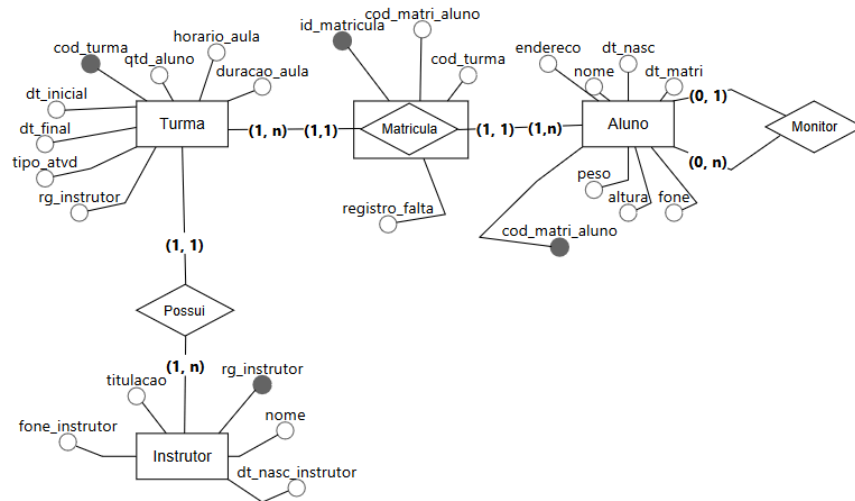 cod_matri_aluno
id_matricula
horario_aula
cod_turma
qtd_aluno
duracao_aula
cod_turma
endereco
dt_nasc
nome
dt_matri
dt_inicial
dt_final
tipo_atvd
rg_instrutor
Turma
(1, n)
(1,1)
Matricula
(1, 1)
(1,n)
Aluno
(0, 1)
(0, n)
Monitor
registro_falta
peso
altura
fone
cod_matri_aluno
(1, 1)
Possui
(1, n)
titulacao
rg_instrutor
fone_instrutor
nome
Instrutor
dt_nasc_instrutor